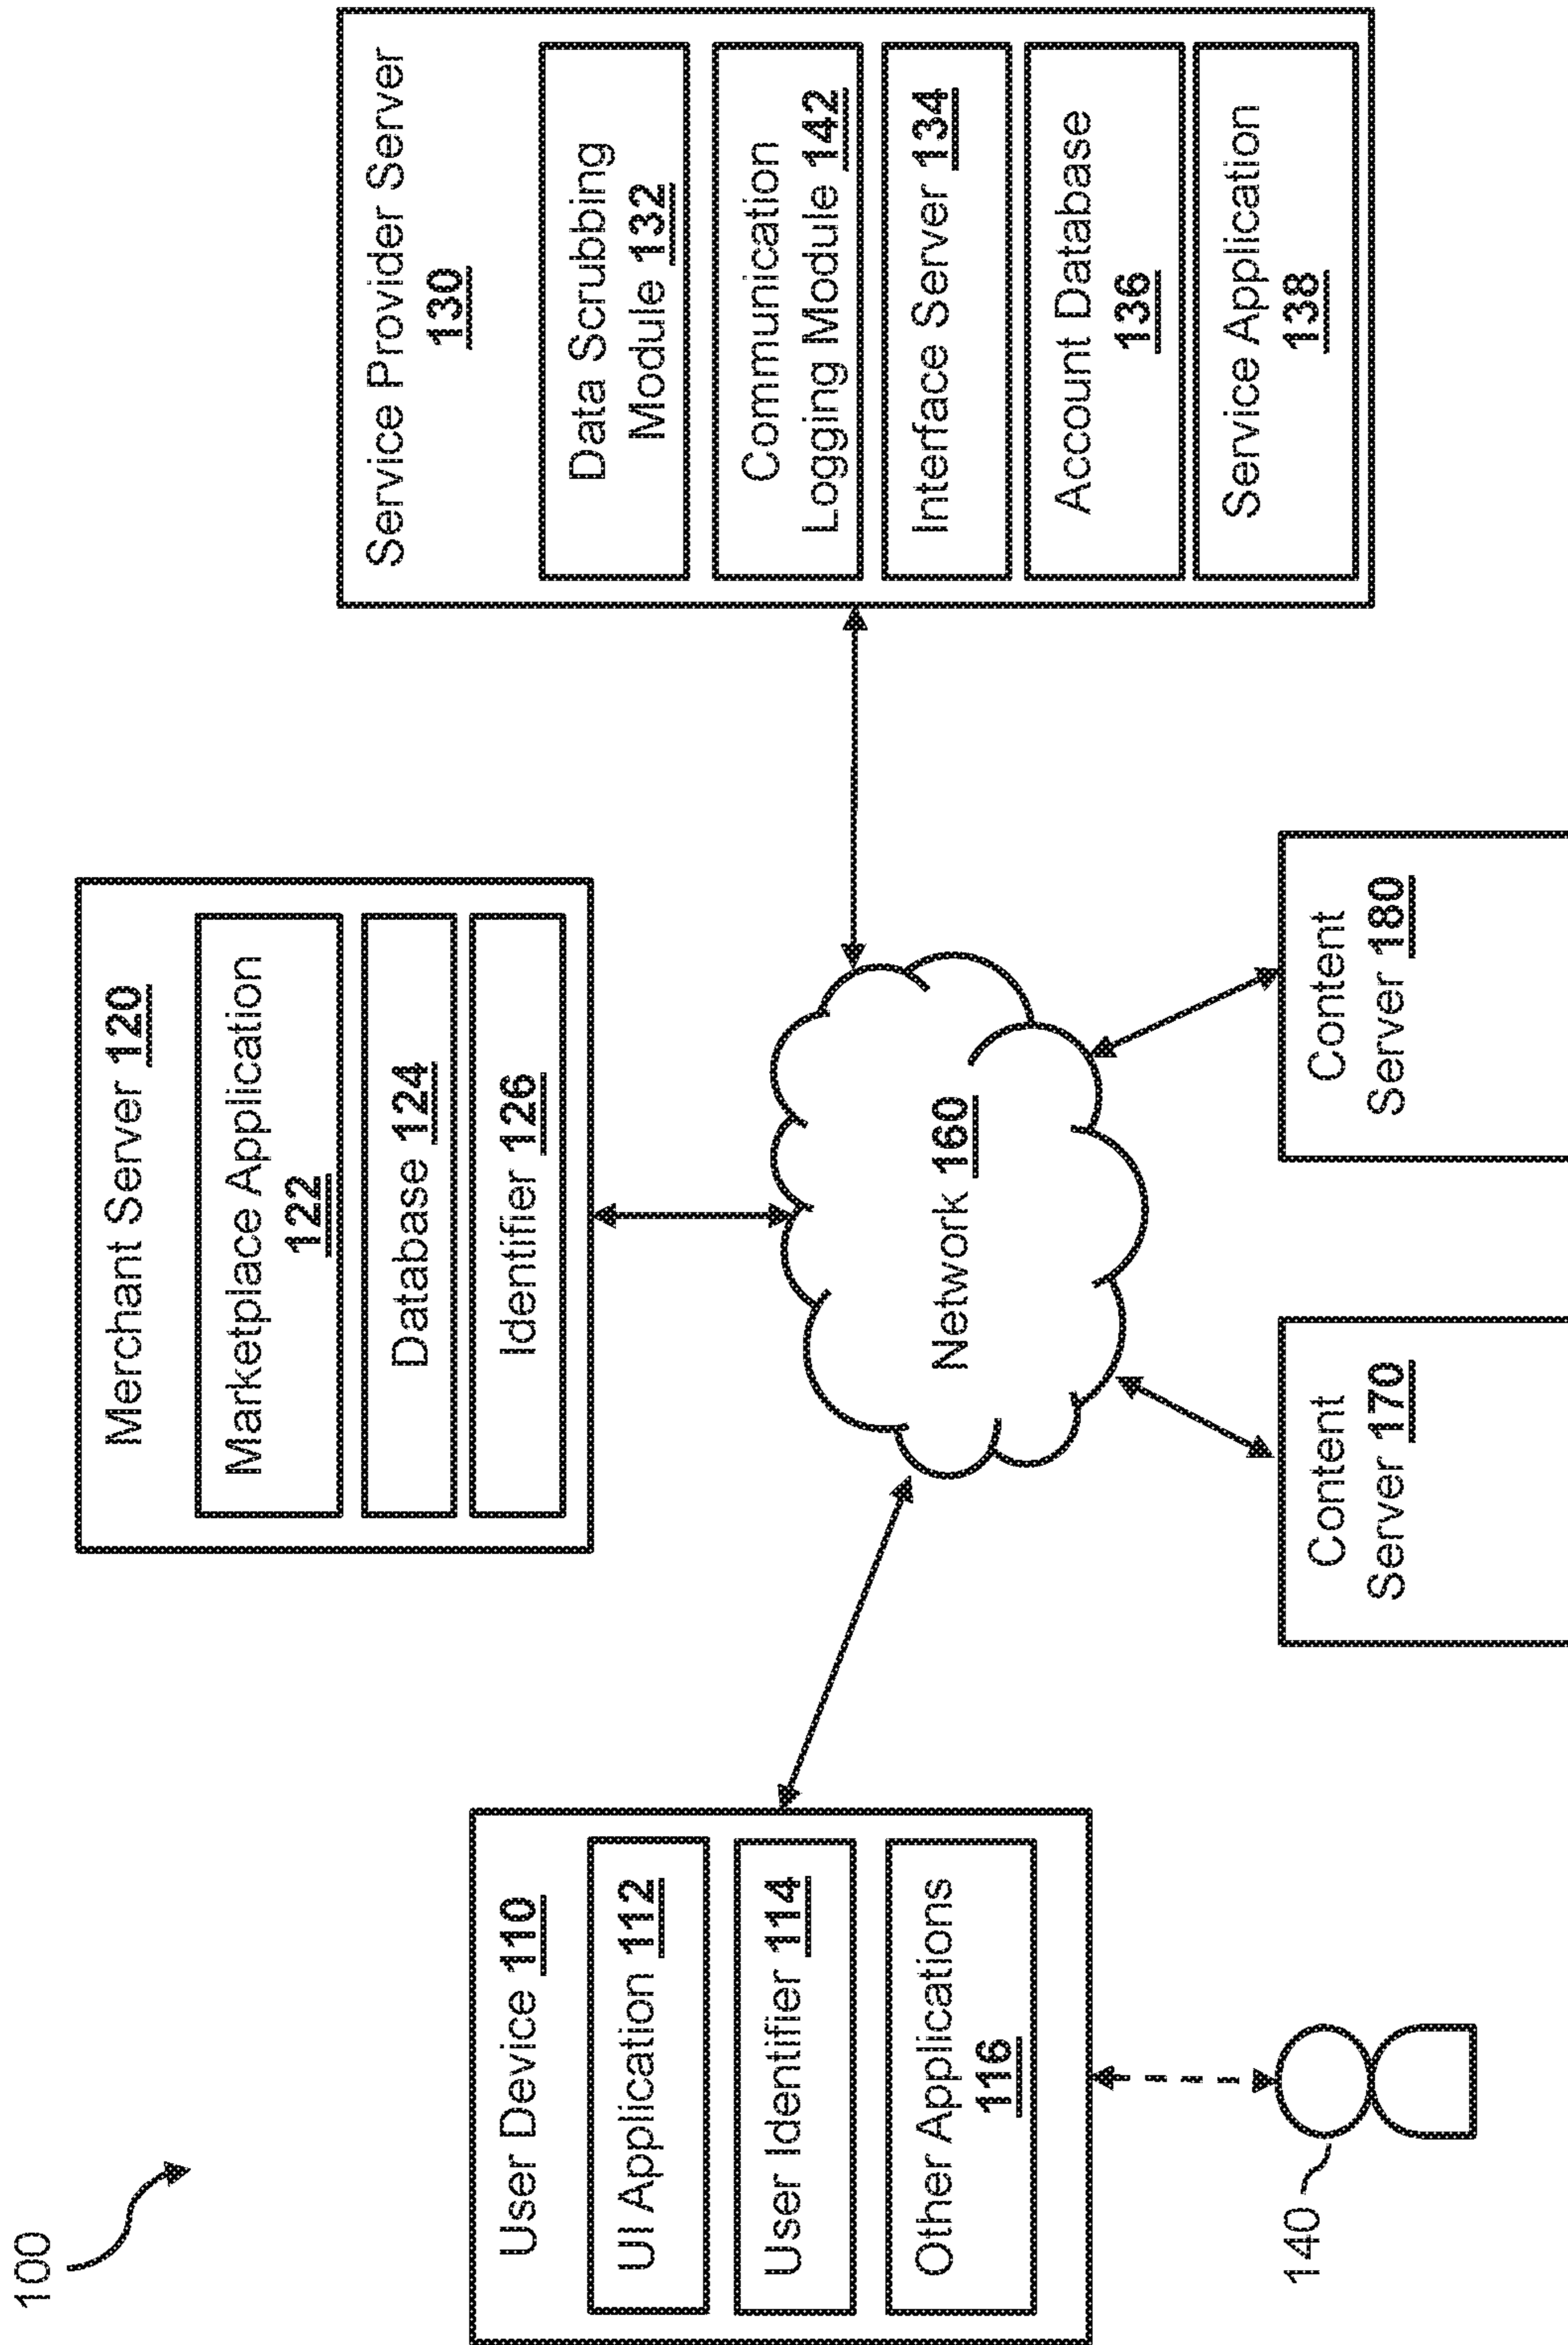 100
Merchant Server 120
Marketplace Application
122
Database 124
Identifier 126
Service Provider Server
130
Data Scrubbing
Module 132
Communication
Logging Module 142
Interface Server 134
Account Database
136
Service Application
138
User Device 110
UI Application 112
User Identifier 114
Other Applications
116
Network 160
140
Content
Server 170
Content
Server 180